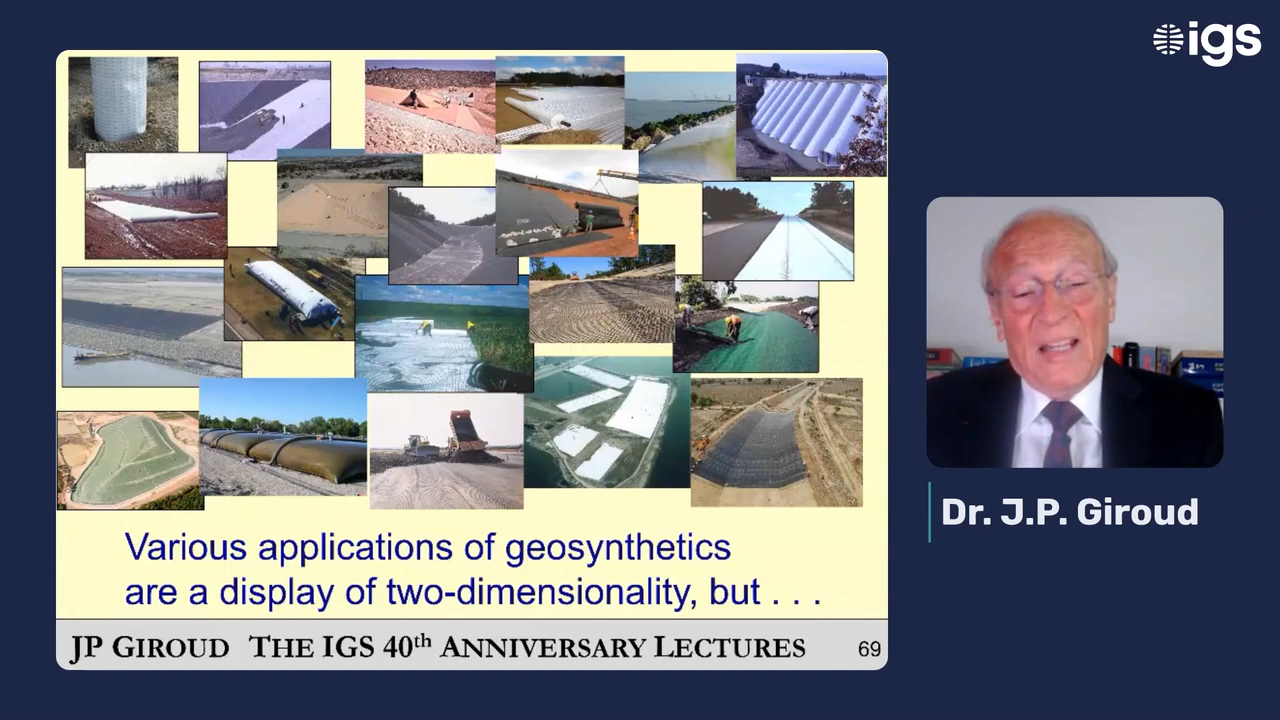 igs
Various applications of geosynthetics
are a display of two-dimensionality, but . . .
JP GIROUD THE IGS 40th ANNIVERSARY LECTURES 69
Dr. J.P. Giroud